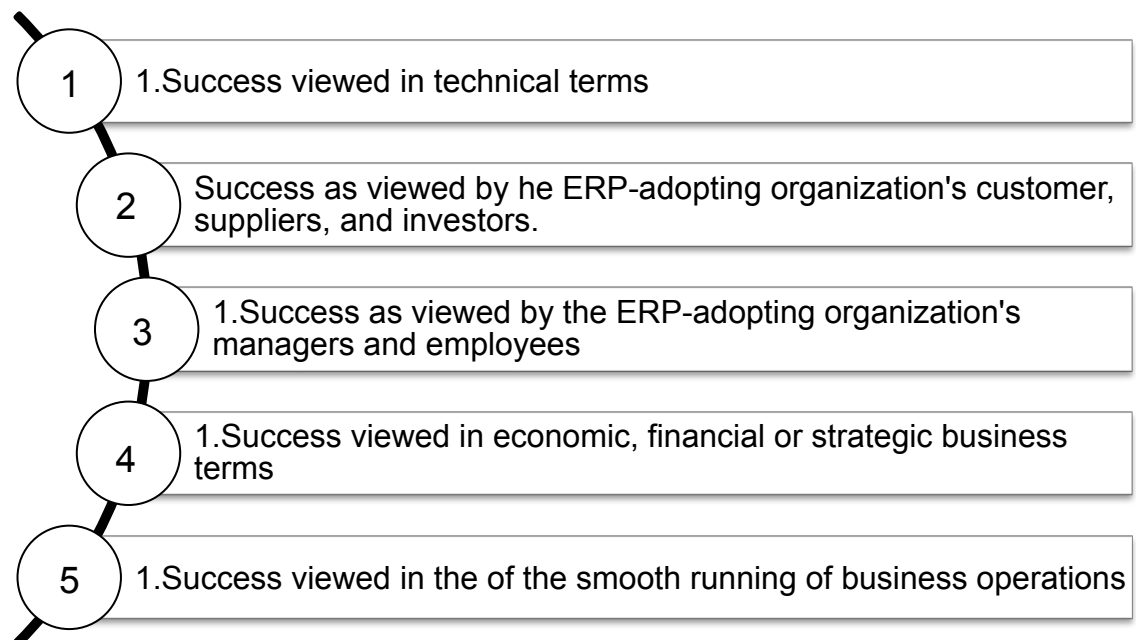 1
1.Success viewed in technical terms
2
Success as viewed by he ERP-adopting organization's customer,
suppliers, and investors.
3
1.Success as viewed by the ERP-adopting organization's
managers and employees
4
1.Success viewed in economic, financial or strategic business
terms
5
1.Success viewed in the of the smooth running of business operations